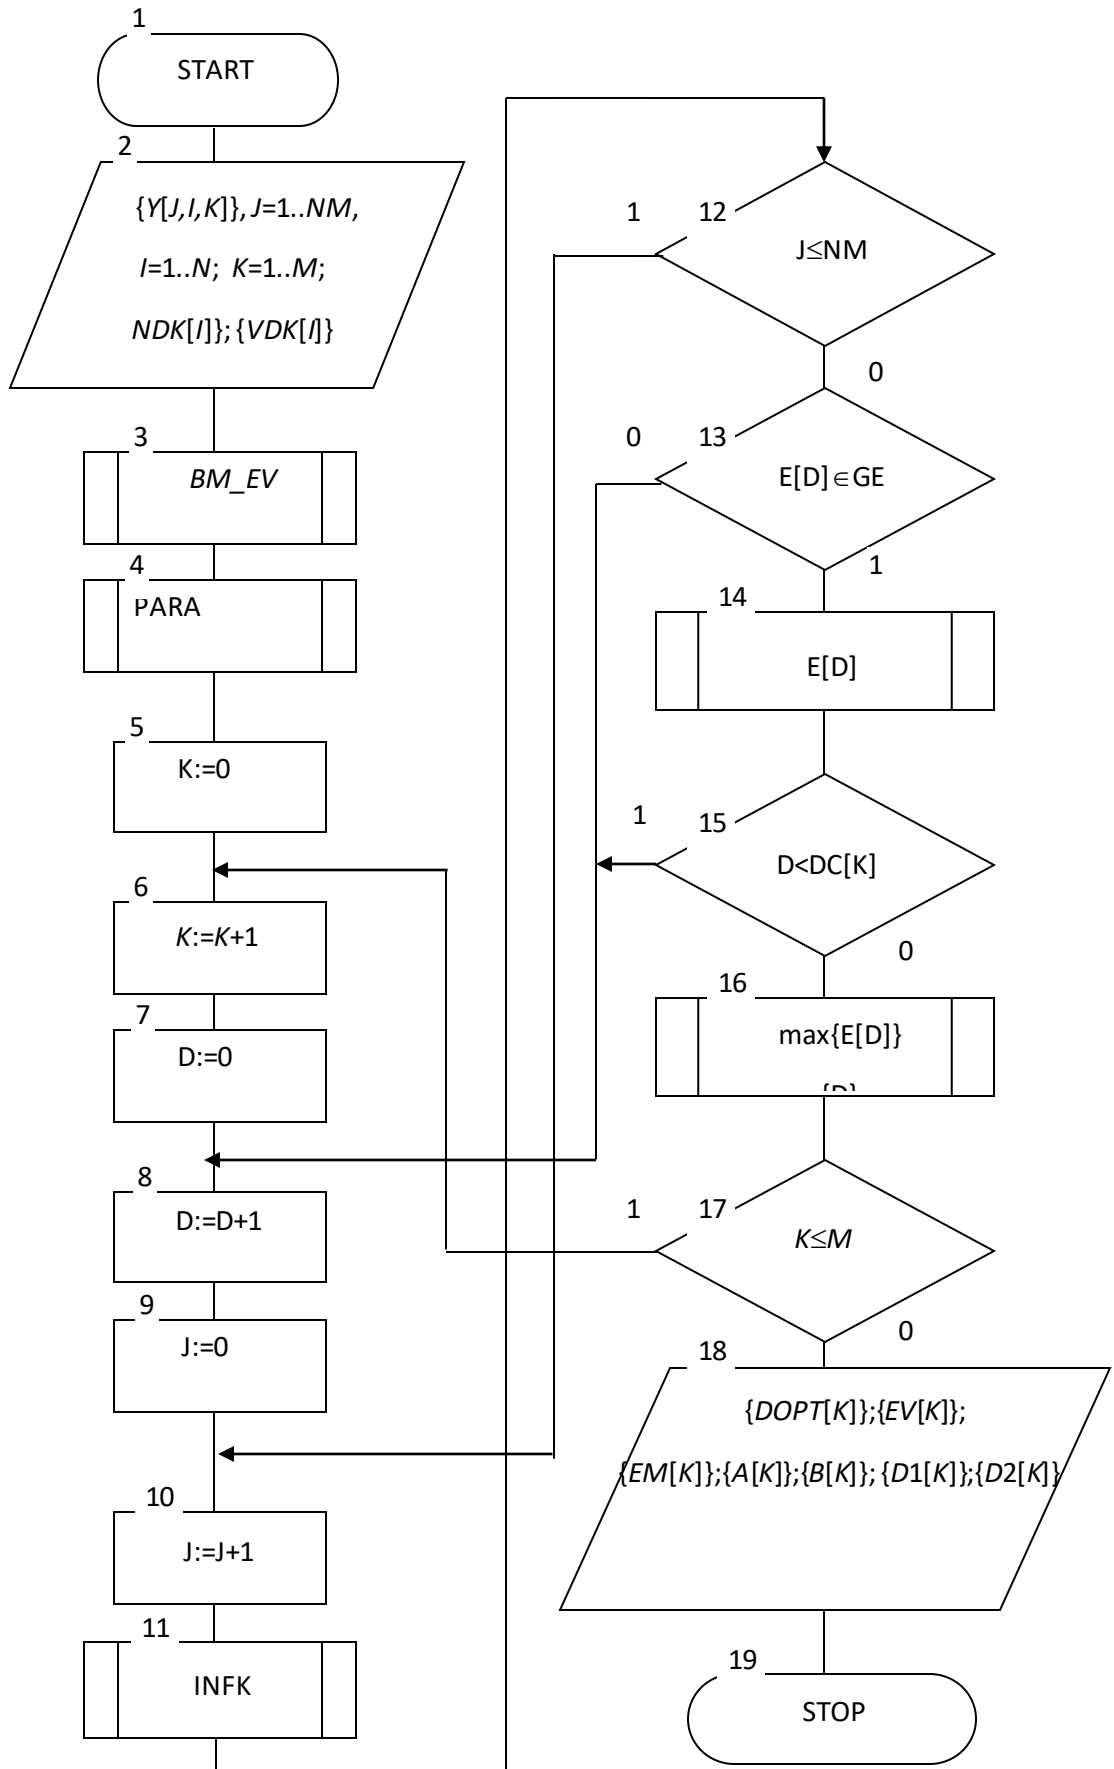 1
START
2
{Y[J,I,K]}, J=1..NM,
I=1..N; K=1..M;
NDK[I]}; {VDK[I]}
3
BM_EV
4
PARA
5
K:=0
6
K:=K+1
7
D:=0
8
D:=D+1
9
J:=0
10
J:=J+1
11
INFK
1 12
J≤NM
0
0 13
E[D]∈GE
1
14
E[D]
1 15
D<DC[K]
0
16
max{E[D]}
1 17
K≤M
0
18
{DOPT[K]};{EV[K]};
{EM[K]};{A[K]};{B[K]}; {D1[K]};{D2[K]}
19
STOP